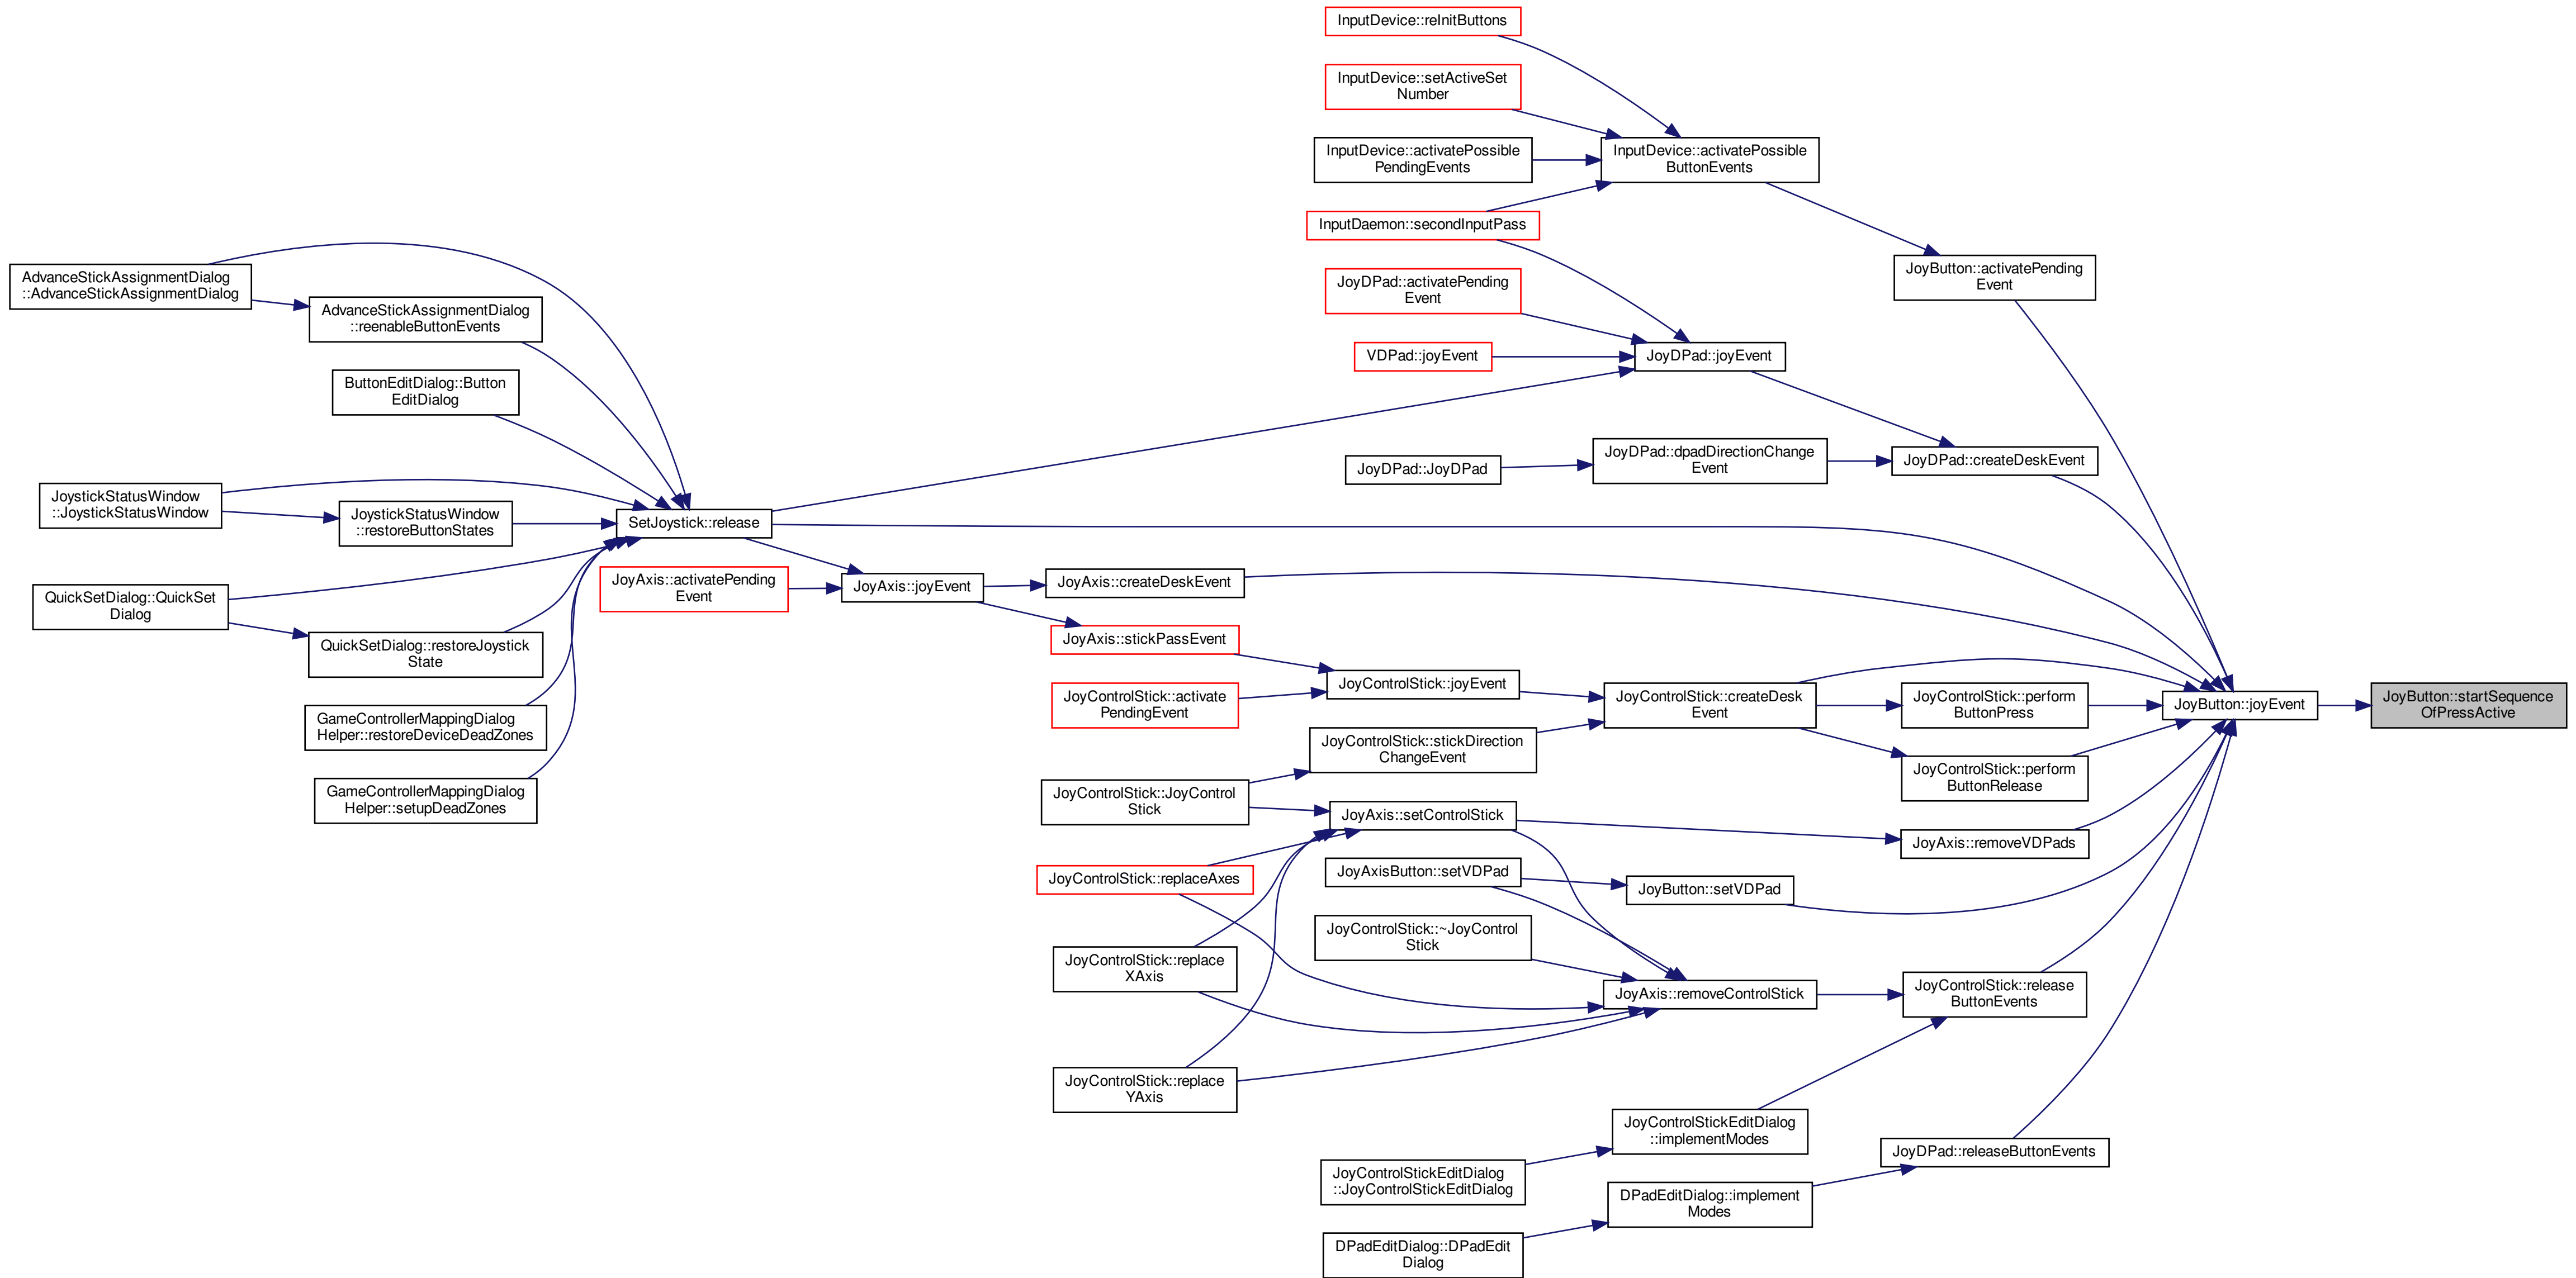 InputDevice::reInitButtons
InputDevice::setActiveSet
Number
InputDevice::activatePossible
PendingEvents
InputDevice::activatePossible
ButtonEvents
InputDaemon::secondInputPass
JoyButton::activatePending
Event
JoyDPad::activatePending
Event
VDPad::joyEvent
JoyDPad::joyEvent
JoyDPad::JoyDPad
JoyDPad::dpadDirectionChange
Event
JoyDPad::createDeskEvent
AdvanceStickAssignmentDialog
::AdvanceStickAssignmentDialog
AdvanceStickAssignmentDialog
::reenableButtonEvents
ButtonEditDialog::Button
EditDialog
JoystickStatusWindow
::JoystickStatusWindow
JoystickStatusWindow
::restoreButtonStates
SetJoystick::release
QuickSetDialog::QuickSet
Dialog
QuickSetDialog::restoreJoystick
State
GameControllerMappingDialog
Helper::restoreDeviceDeadZones
GameControllerMappingDialog
Helper::setupDeadZones
JoyAxis::activatePending
Event
JoyAxis::joyEvent
JoyAxis::createDeskEvent
JoyAxis::stickPassEvent
JoyControlStick::activate
PendingEvent
JoyControlStick::joyEvent
JoyControlStick::createDesk
Event
JoyControlStick::perform
ButtonPress
JoyButton::joyEvent
JoyButton::startSequence
OfPressActive
JoyControlStick::stickDirection
ChangeEvent
JoyControlStick::perform
ButtonRelease
JoyControlStick::JoyControl
Stick
JoyAxis::setControlStick
JoyAxis::removeVDPads
JoyControlStick::replaceAxes
JoyAxisButton::setVDPad
JoyButton::setVDPad
JoyControlStick::~JoyControl
Stick
JoyControlStick::replace
XAxis
JoyAxis::removeControlStick
JoyControlStick::release
ButtonEvents
JoyControlStick::replace
YAxis
JoyControlStickEditDialog
::implementModes
JoyDPad::releaseButtonEvents
JoyControlStickEditDialog
::JoyControlStickEditDialog
DPadEditDialog::implement
Modes
DPadEditDialog::DPadEdit
Dialog